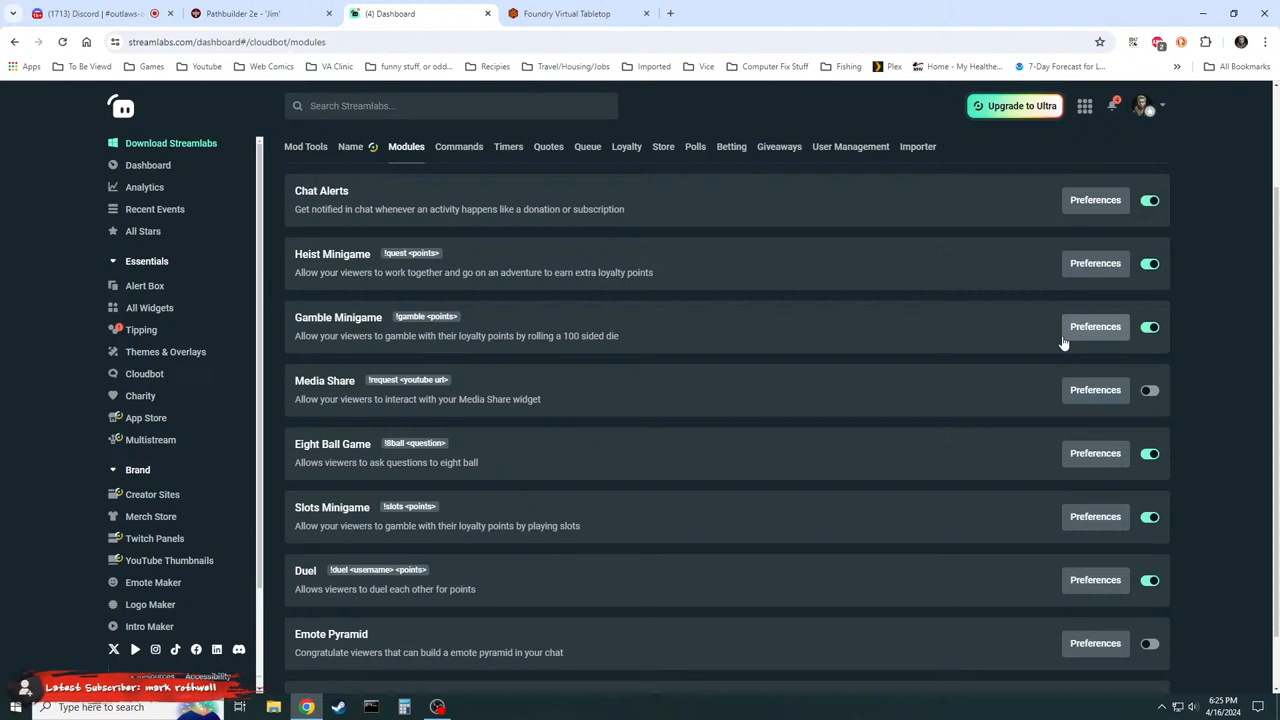 (1713) Discord | #outlaws-c
Pathbuilder 2e - 'Jim'
(4) Dashboard
Foundry Virtual Tabletop
streamlabs.com/dashboard#/cloudbot/modules
Apps To Be Viewd Games Youtube Web Comics VA Clinic funny stuff, or odd... Recipies Travel/Housing/Jobs Imported Vice Computer Fix Stuff Fishing Plex Home - My Healthe... 7-Day Forecast for L... » All Bookmarks
Search Streamlabs...
Upgrade to Ultra
Mod Tools Name Modules Commands Timers Quotes Queue Loyalty Store Polls Betting Giveaways User Management Importer
Download Streamlabs
Dashboard
Analytics
Recent Events
All Stars
Essentials
Alert Box
All Widgets
Tipping
Themes & Overlays
Cloudbot
Charity
App Store
Multistream
Brand
Creator Sites
Merch Store
Twitch Panels
YouTube Thumbnails
Emote Maker
Logo Maker
Intro Maker
Accessibility
Chat Alerts
Get notified in chat whenever an activity happens like a donation or subscription
Preferences
Heist Minigame !quest <points>
Allow your viewers to work together and go on an adventure to earn extra loyalty points
Preferences
Gamble Minigame !gamble <points>
Allow your viewers to gamble with their loyalty points by rolling a 100 sided die
Preferences
Media Share !request <youtube url>
Allow your viewers to interact with your Media Share widget
Preferences
Eight Ball Game !8ball <question>
Allows viewers to ask questions to eight ball
Preferences
Slots Minigame !slots <points>
Allow your viewers to gamble with their loyalty points by playing slots
Preferences
Duel !duel <username> <points>
Allows viewers to duel each other for points
Preferences
Emote Pyramid
Congratulate viewers that can build a emote pyramid in your chat
Preferences
Latest Subscriber: mark rothwell
Type here to search
6:25 PM
4/16/2024